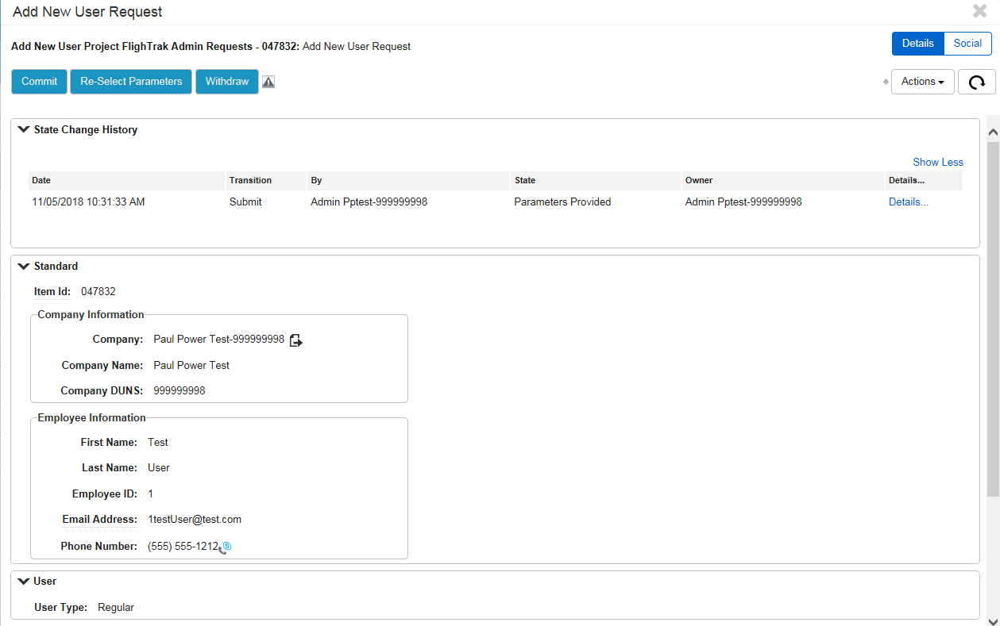 Add New User Request
Add New User Project FlighTrak Admin Requests - 047832: Add New User Request
Details Social
Commit Re-Select Parameters Withdraw
Actions
State Change History
Show Less
Date Transition By State Owner Details...
11/05/2018 10:31:33 AM Submit Admin Pptest-999999998 Parameters Provided Admin Pptest-999999998 Details...
Standard
Item Id: 047832
Company Information
Company: Paul Power Test-999999998
Company Name: Paul Power Test
Company DUNS: 999999998
Employee Information
First Name: Test
Last Name: User
Employee ID: 1
Email Address: 1testUser@test.com
Phone Number: (555) 555-1212
User
User Type: Regular